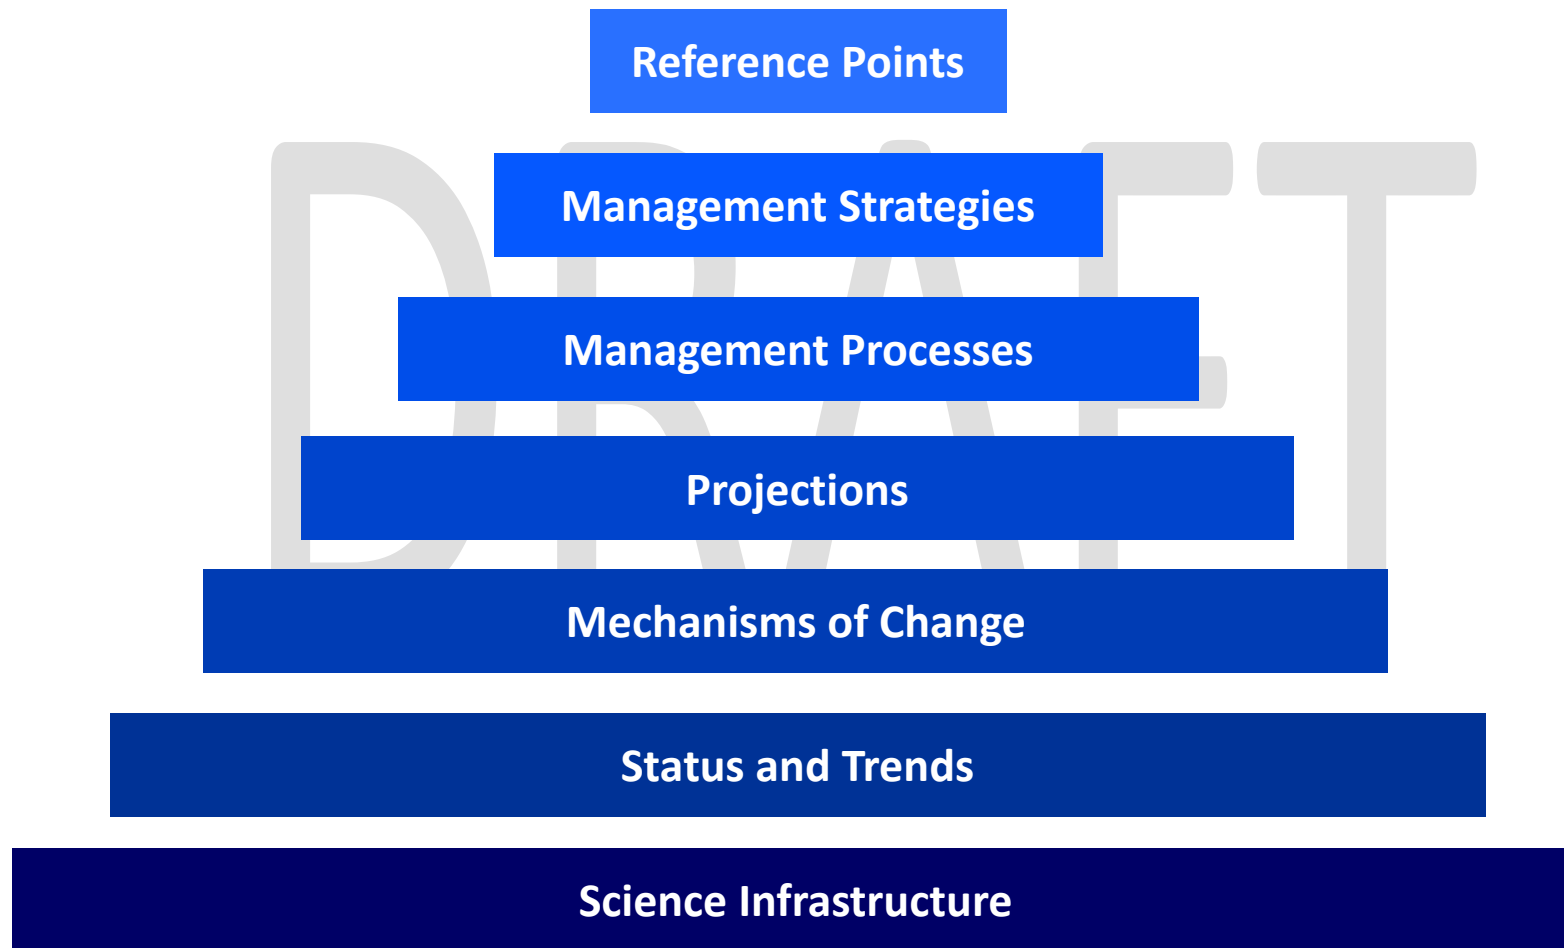 Reference Points
DRAFT
Management Strategies
Management Processes
Projections
Mechanisms of Change
Status and Trends
Science Infrastructure